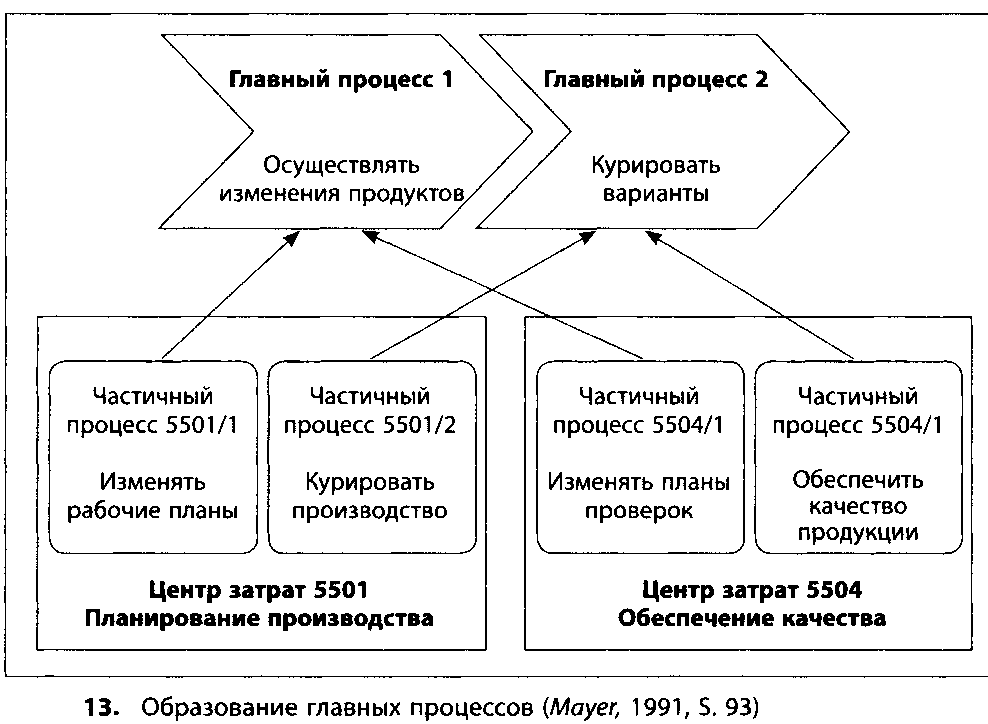 Главный процесс 1
Осуществлять
изменения продуктов
Главный процесс 2
Курировать
варианты
Частичный
процесс 5501/1
Изменять
рабочие планы
Частичный
процесс 5501/2
Курировать
производство
Центр затрат 5501
Планирование производства
Частичный
процесс 5504/1
Изменять планы
проверок
Частичный
процесс 5504/1
Обеспечить
качество
продукции
Центр затрат 5504
Обеспечение качества
13. Образование главных процессов (Mayer, 1991, S. 93)